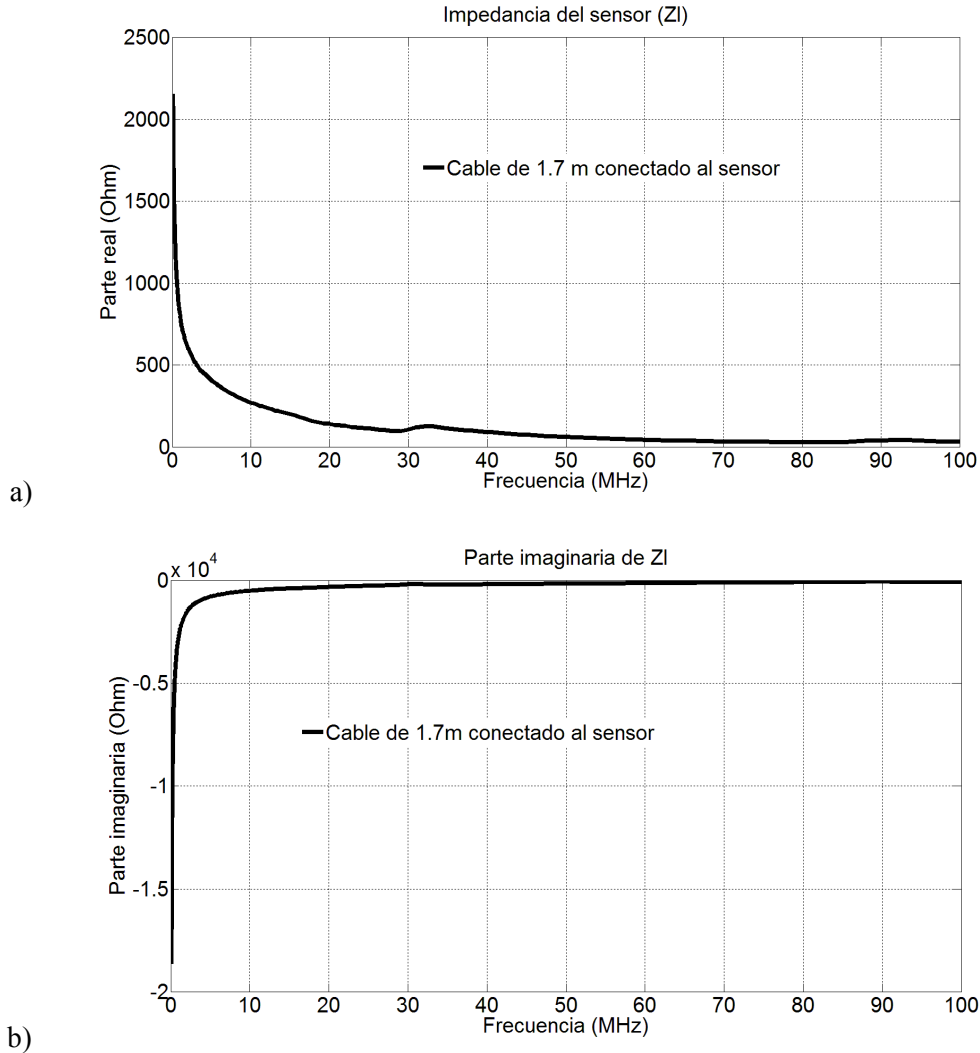 Impedancia del sensor (Zl)
2500
2000
1500
1000
500
0
Parte real (Ohm)
Cable de 1.7 m conectado al sensor
0 10 20 30 40 50 60 70 80 90 100
Frecuencia (MHz)
a)
Parte imaginaria de Zl
x 10^4
0
-0.5
-1
-1.5
-2
Parte imaginaria (Ohm)
Cable de 1.7m conectado al sensor
0 10 20 30 40 50 60 70 80 90 100
Frecuencia (MHz)
b)